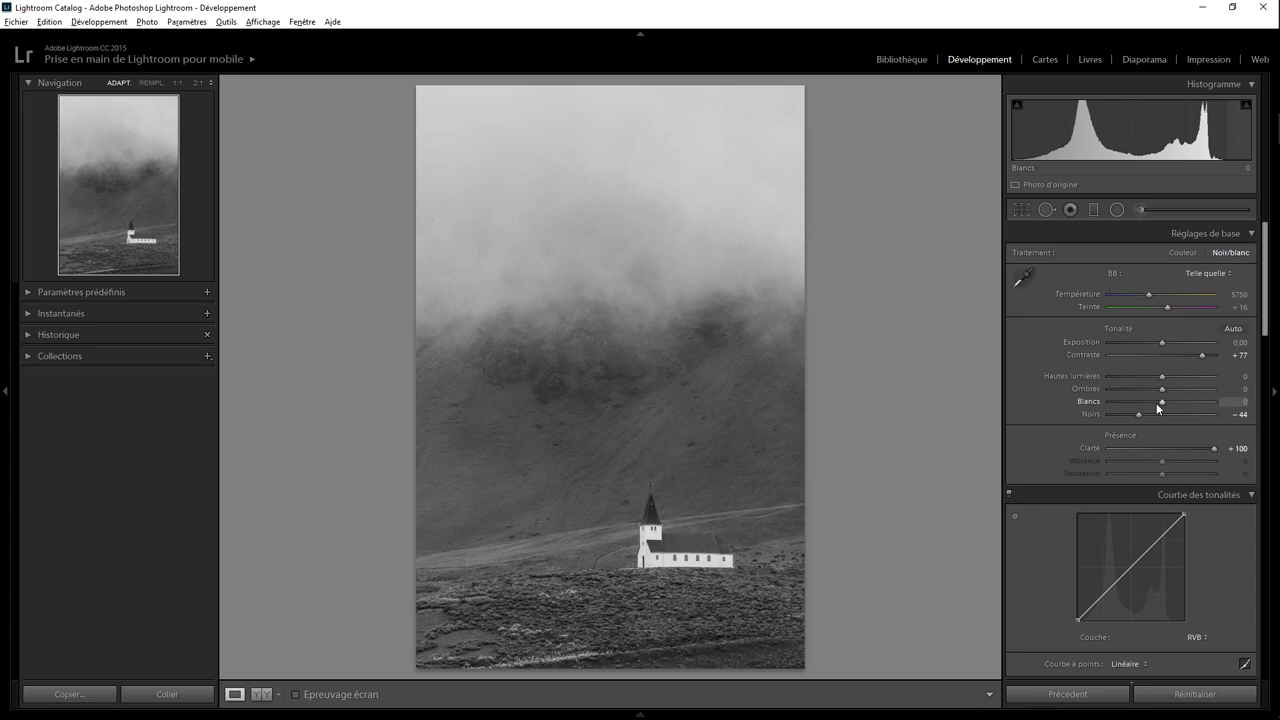 Lightroom Catalog - Adobe Photoshop Lightroom - Développement
Fichier Edition Développement Photo Paramètres Outils Affichage Fenêtre Aide
Lr
Adobe Lightroom CC 2015
Prise en main de Lightroom pour mobile
Bibliothèque Développement Cartes Livres Diaporama Impression Web
Navigation ADAPT. REMPL. 1:1 2:1
Histogramme
Blancs 0
Photo d'origine
Réglages de base
Traitement : Couleur Noir/blanc
BB : Telle quelle
Température 5750
Teinte + 16
Tonalité Auto
Exposition 0,00
Contraste + 77
Hautes lumières 0
Ombres 0
Blancs 0
Noirs – 44
Présence
Clarté + 100
Vibrance 0
Saturation 0
Courbe des tonalités
Couche : RVB
Courbe à points : Linéaire
Paramètres prédéfinis
Instantanés
Historique
Collections
Copier... Coller
Y Y
Epreuvage écran
Précédent Réinitialiser